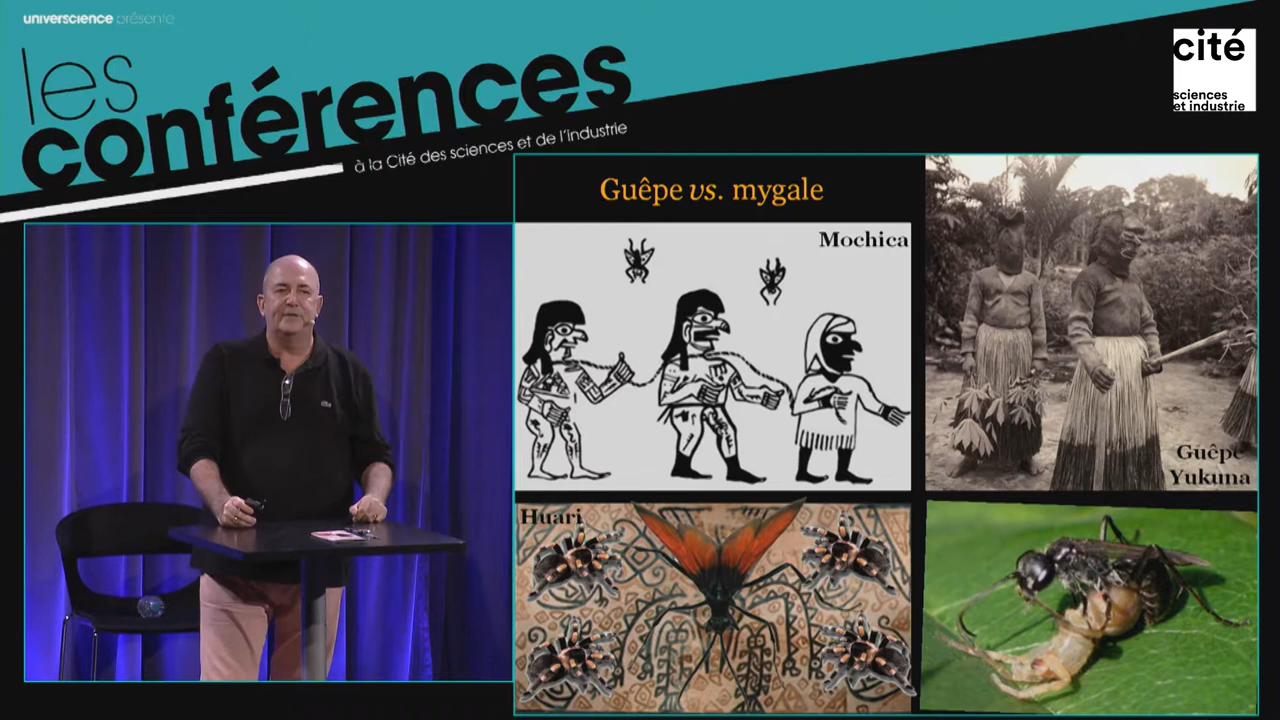 universcience présente
les
conférences
à la Cité des sciences et de l'industrie
cité
sciences
et industrie
Guêpe vs. mygale
Mochica
Guêpe
Yukuna
Huari